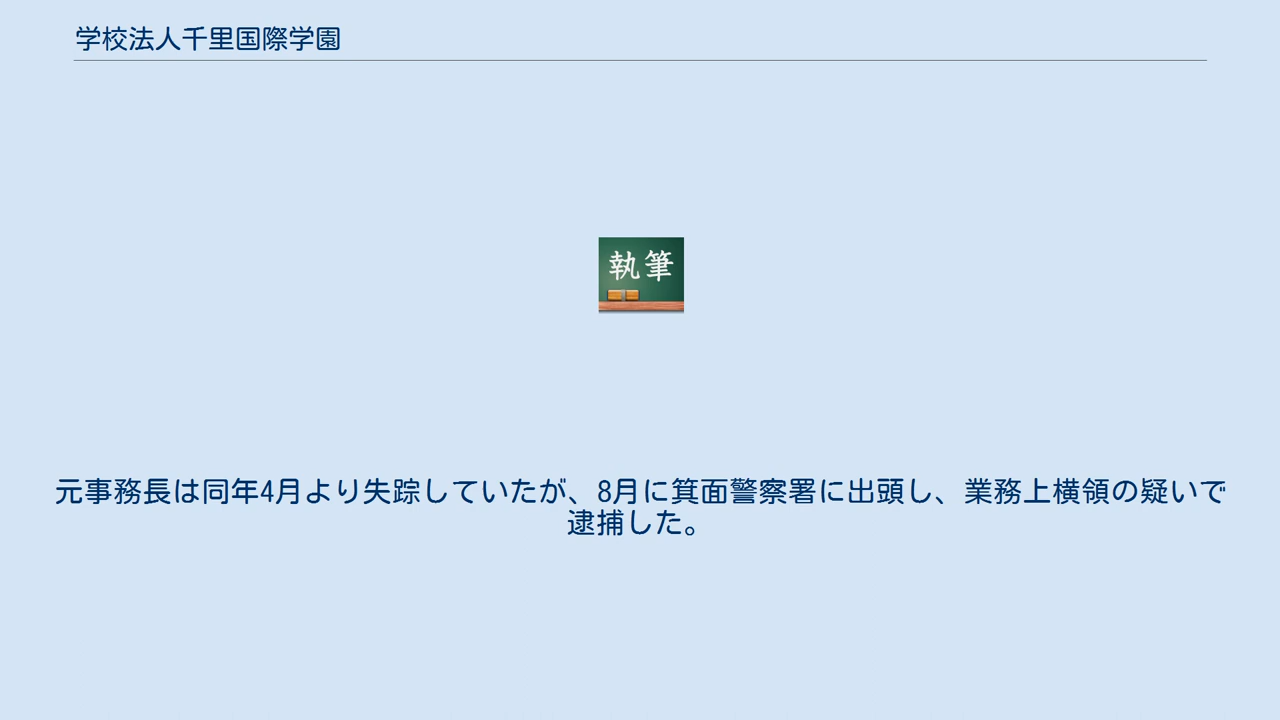 学校法人千里国際学園
執筆
元事務長は同年4月より失踪していたが、8月に箕面警察署に出頭し、業務上横領の疑いで
逮捕した。